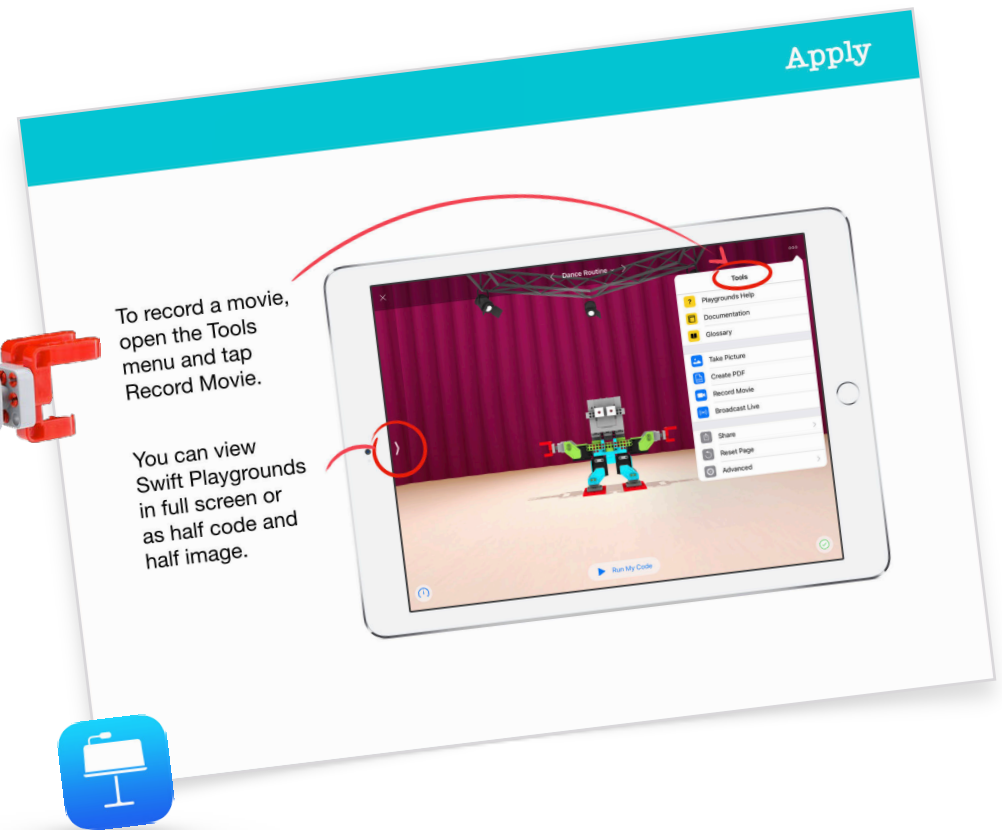 Apply
To record a movie,
open the Tools
menu and tap
Record Movie.
You can view
Swift Playgrounds
in full screen or
as half code and
half image.
Dance Routine
Tools
Playgrounds Help
Documentation
Glossary
Take Picture
Create PDF
Record Movie
Broadcast Live
Share
Reset Page
Advanced
Run My Code